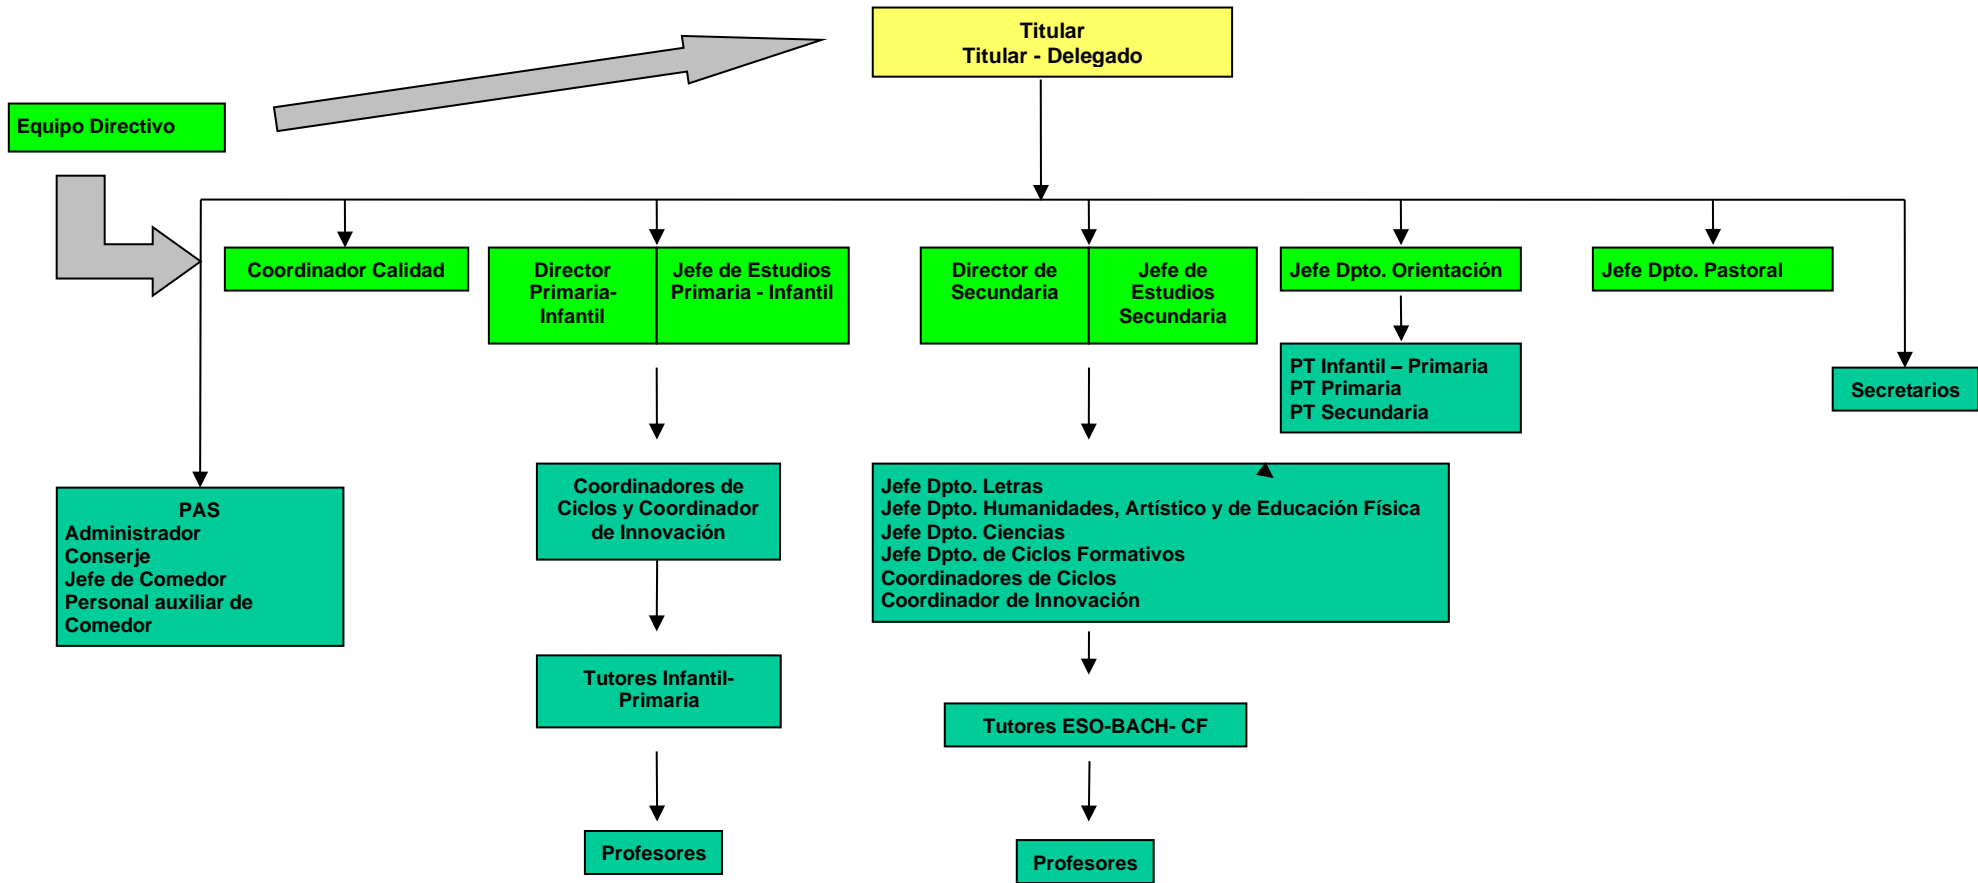 Titular
Titular - Delegado
Equipo Directivo
Coordinador Calidad
Director
Primaria-
Infantil
Jefe de Estudios
Primaria - Infantil
Director de
Secundaria
Jefe de
Estudios
Secundaria
Jefe Dpto. Orientación
Jefe Dpto. Pastoral
PT Infantil – Primaria
PT Primaria
PT Secundaria
Secretarios
PAS
Administrador
Conserje
Jefe de Comedor
Personal auxiliar de
Comedor
Coordinadores de
Ciclos y Coordinador
de Innovación
Jefe Dpto. Letras
Jefe Dpto. Humanidades, Artístico y de Educación Física
Jefe Dpto. Ciencias
Jefe Dpto. de Ciclos Formativos
Coordinadores de Ciclos
Coordinador de Innovación
Tutores Infantil-
Primaria
Tutores ESO-BACH- CF
Profesores
Profesores